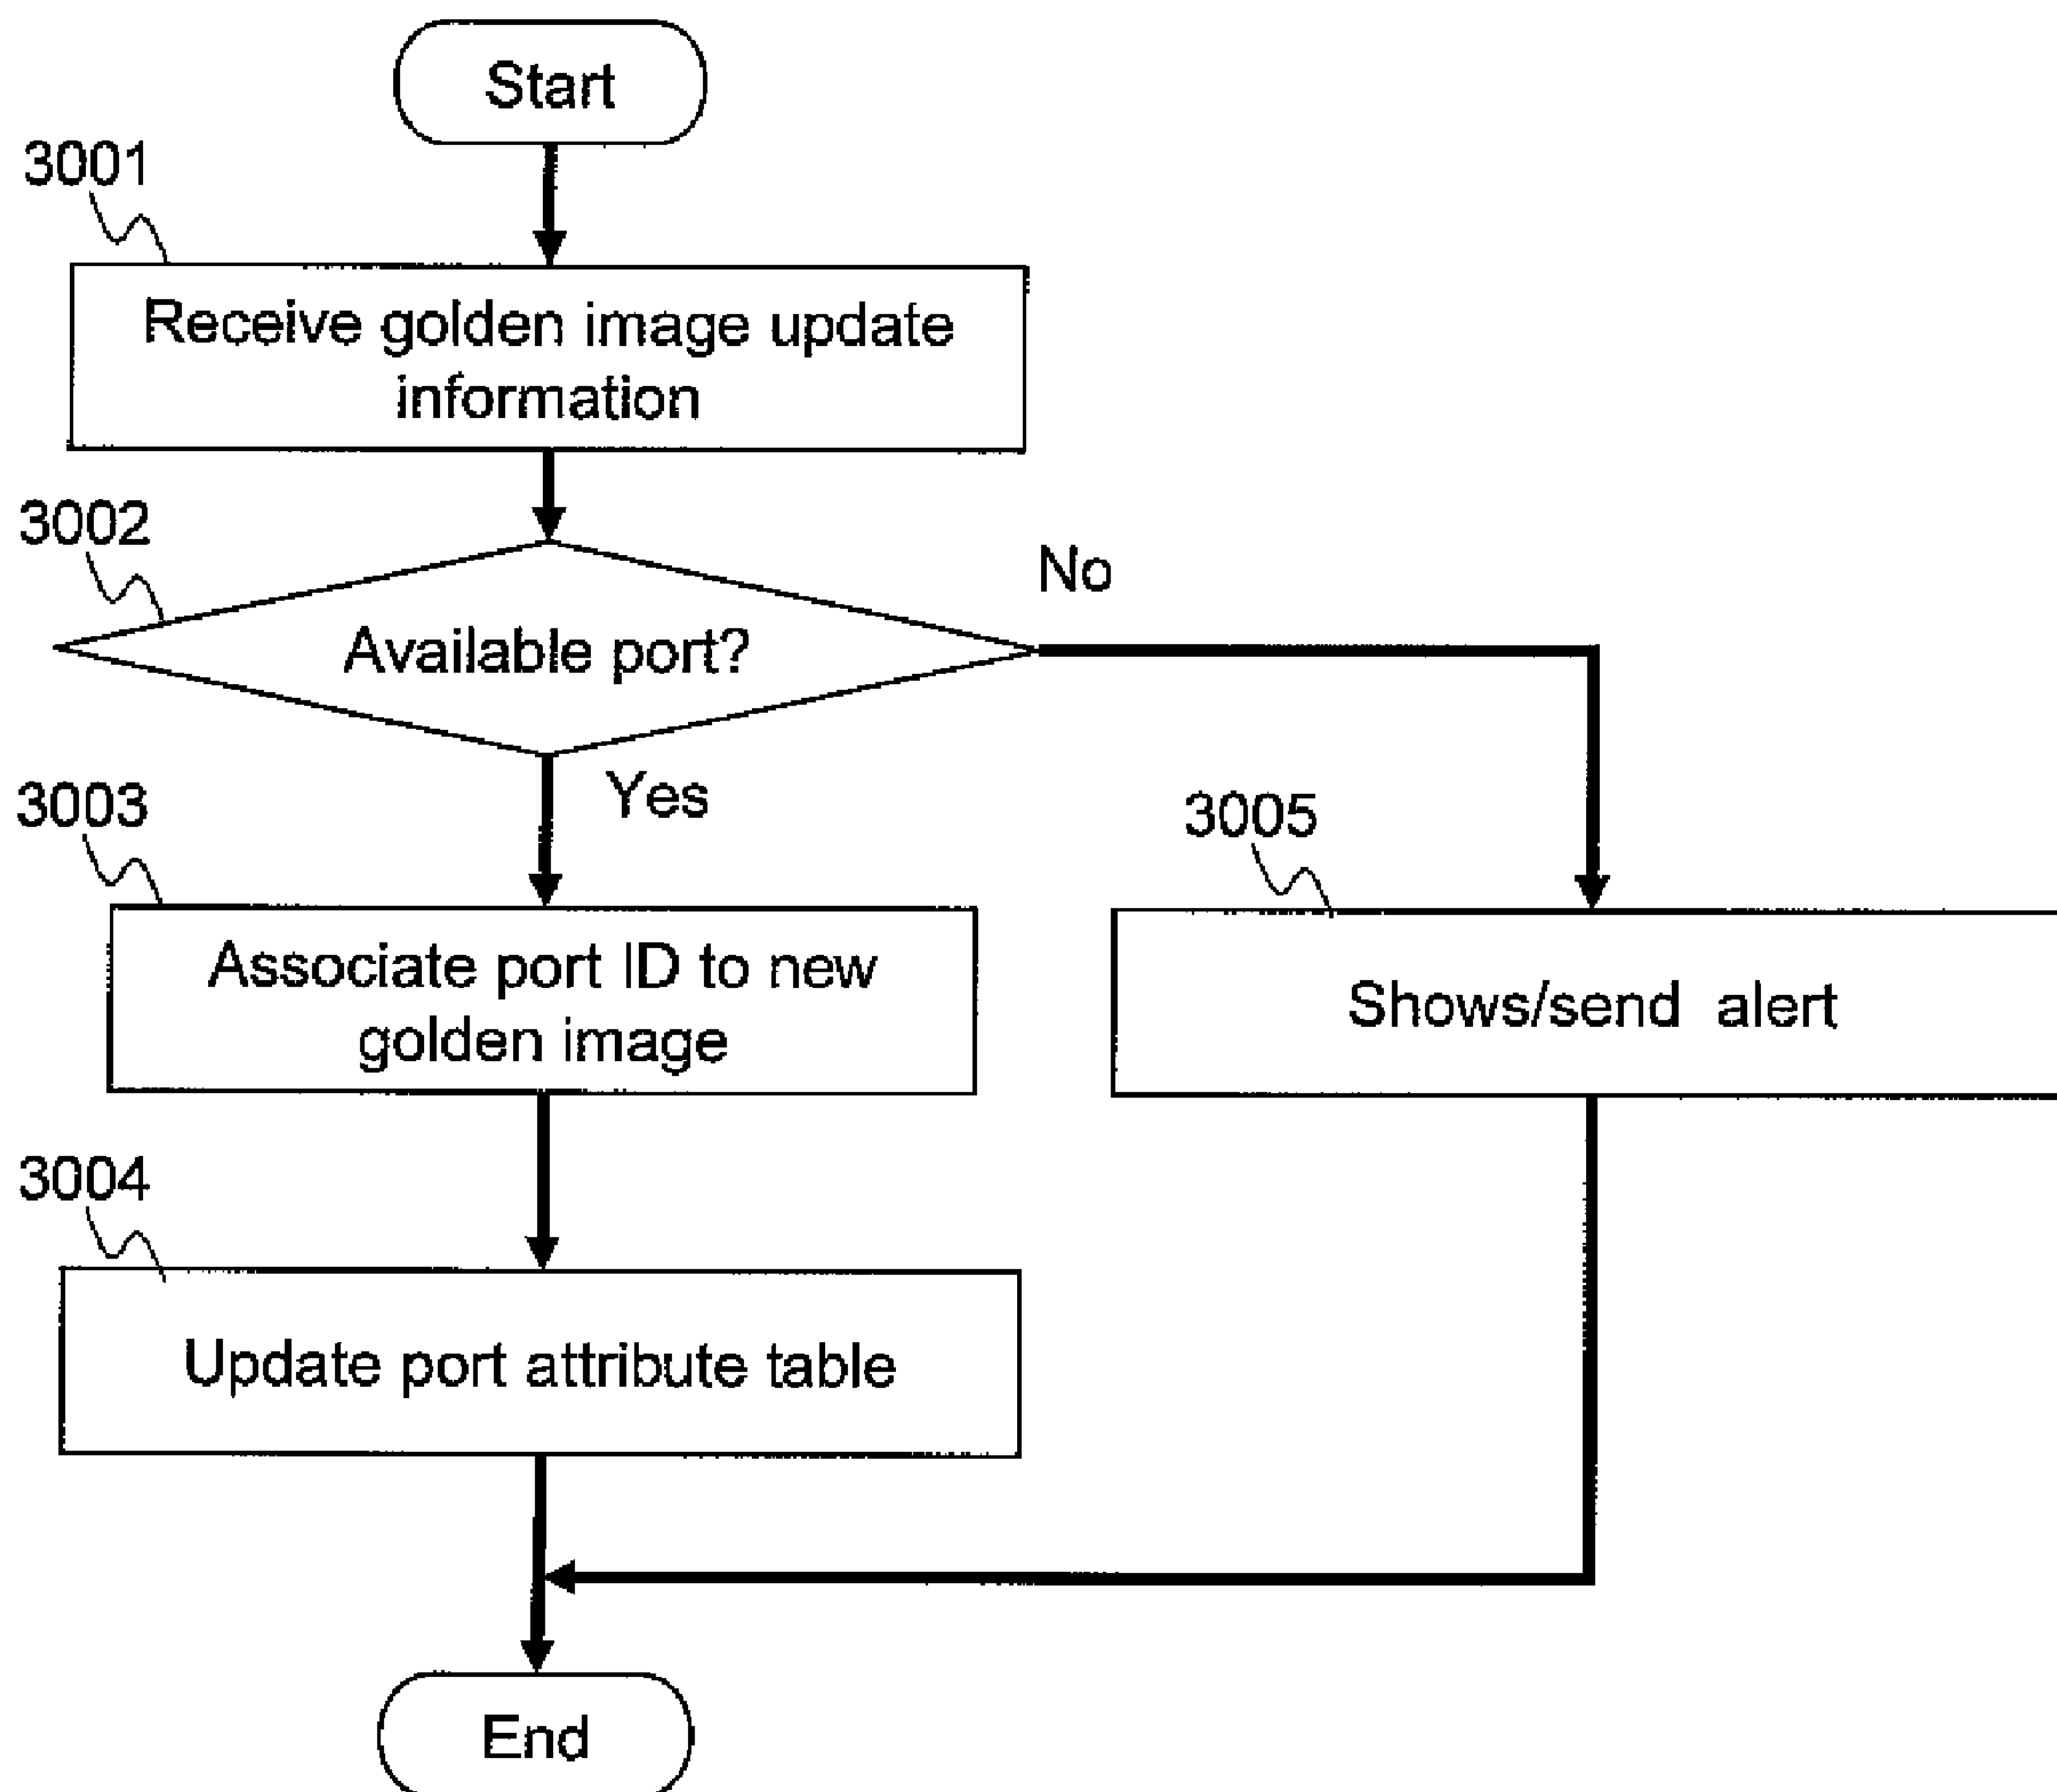 Start
3001
Receive golden image update
information
3002
Available port?
No
Yes
3003
Associate port ID to new
golden image
3005
Shows/send alert
3004
Update port attribute table
End